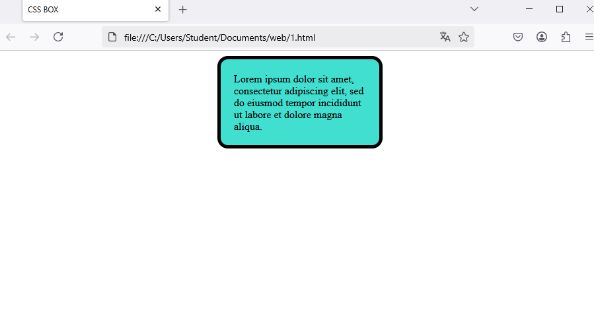 CSS BOX
file:///C:/Users/Student/Documents/web/1.html
Lorem ipsum dolor sit amet,
consectetur adipiscing elit, sed
do eiusmod tempor incididunt
ut labore et dolore magna
aliqua.